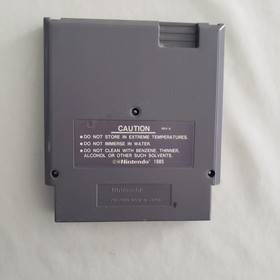 CAUTION
REV-A
• DO NOT STORE IN EXTREME TEMPERATURES.
• DO NOT IMMERSE IN WATER.
• DO NOT CLEAN WITH BENZENE, THINNER,
ALCOHOL OR OTHER SUCH SOLVENTS.
©®Nintendo® 1985
Nintendo